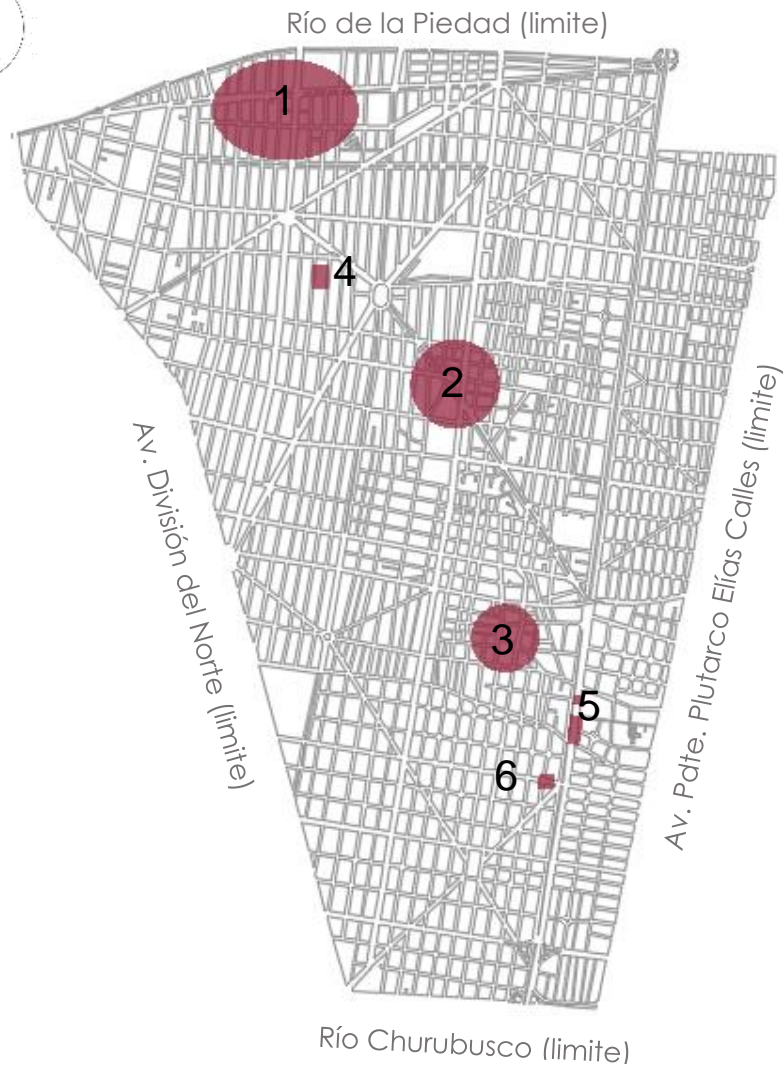 Río de la Piedad (limite)
1
4
2
Av. División del Norte (limite)
Av. Pdte. Plutarco Elías Calles (limite)
3
5
6
Río Churubusco (limite)